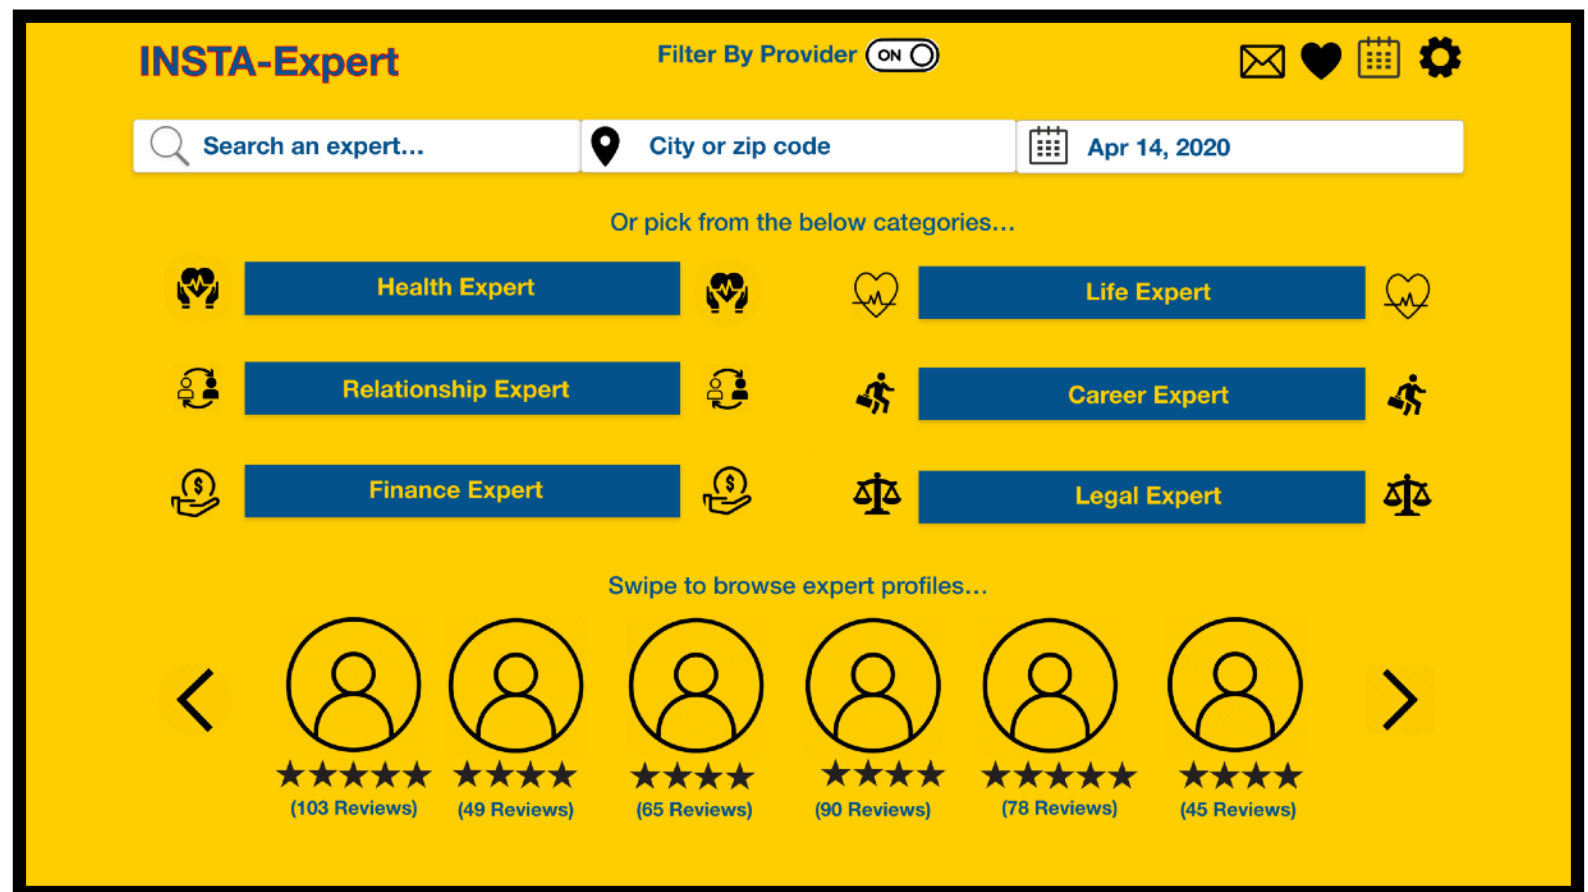 INSTA-Expert
Filter By Provider ON
Search an expert...
City or zip code
Apr 14, 2020
Or pick from the below categories...
Health Expert
Life Expert
Relationship Expert
Career Expert
Finance Expert
Legal Expert
Swipe to browse expert profiles...
(103 Reviews)
(49 Reviews)
(65 Reviews)
(90 Reviews)
(78 Reviews)
(45 Reviews)